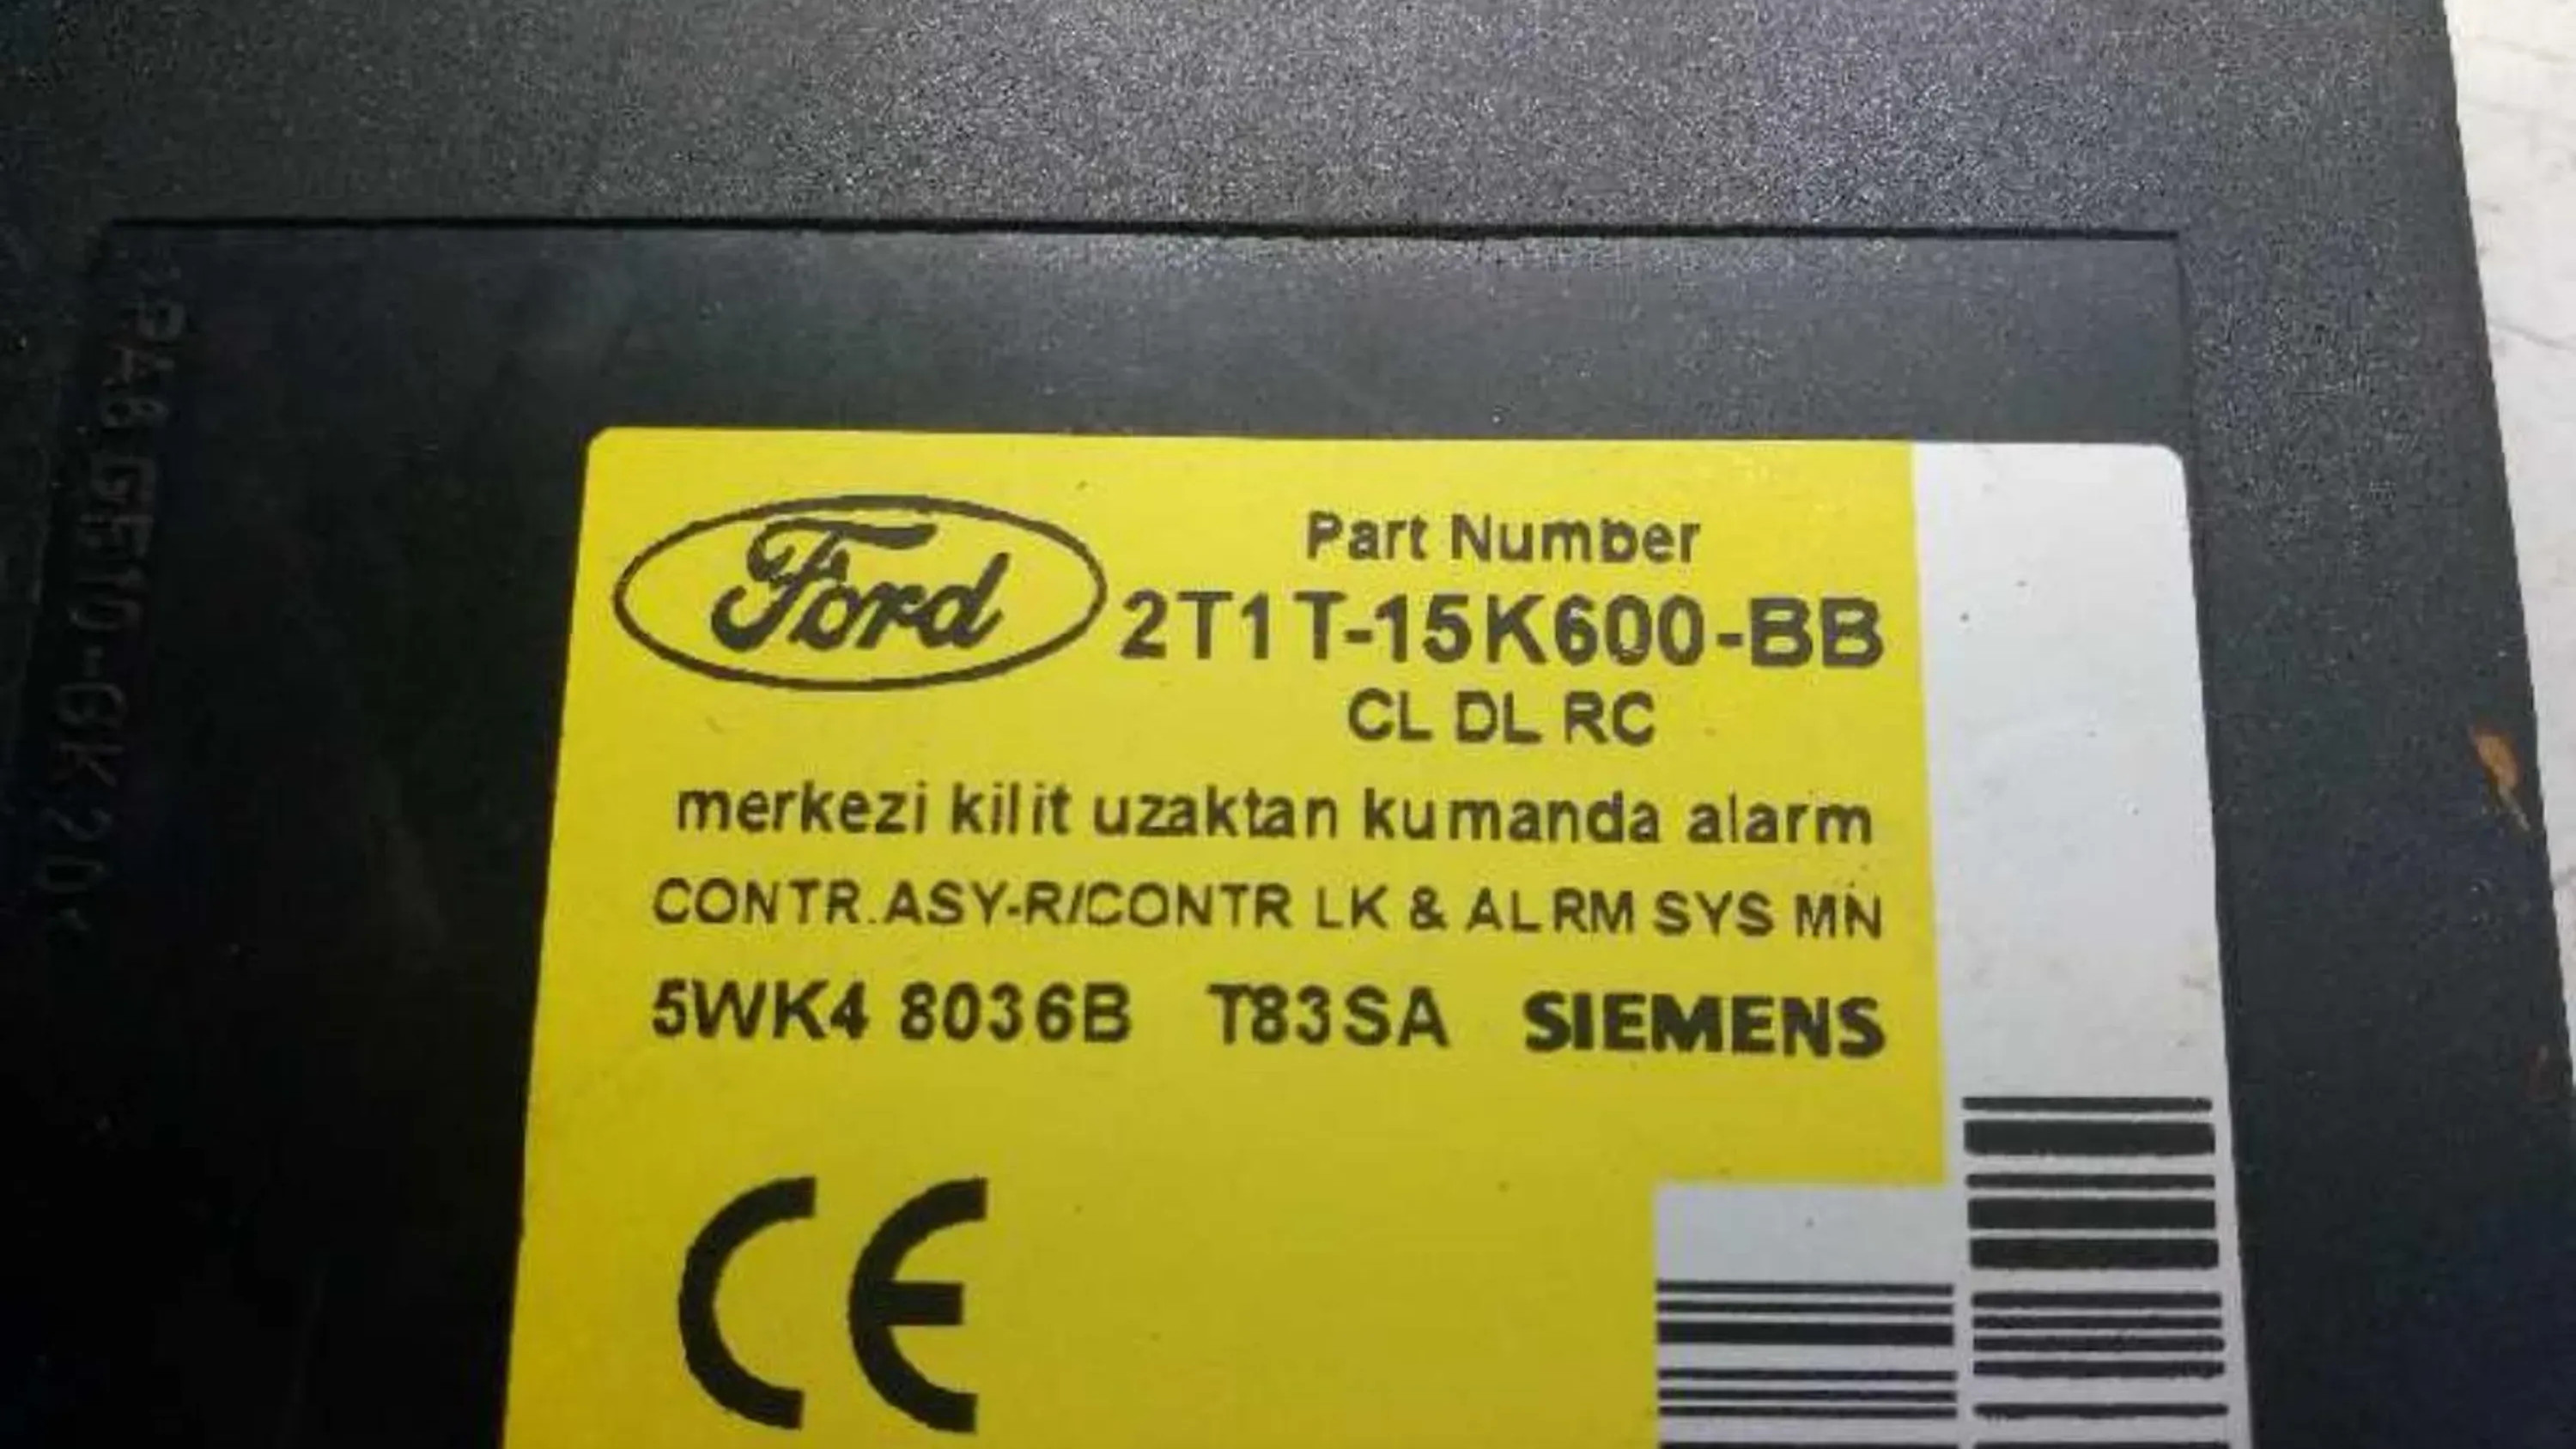 Ford
Part Number
2T1T-15K600-BB
CL DL RC
merkezi kilit uzaktan kumanda alarm
CONTR.ASY-R/CONTR LK & ALRM SYS MN
5WK4 8036B T83SA SIEMENS
CE